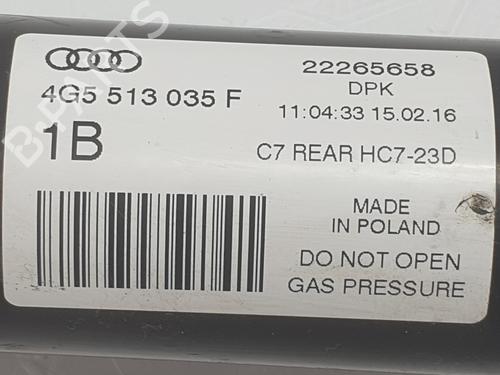 22265658
4G5 513 035 F
DPK
11:04:33 15.02.16
1B
C7 REAR HC7-23D
MADE
IN POLAND
DO NOT OPEN
GAS PRESSURE
B-PARTS